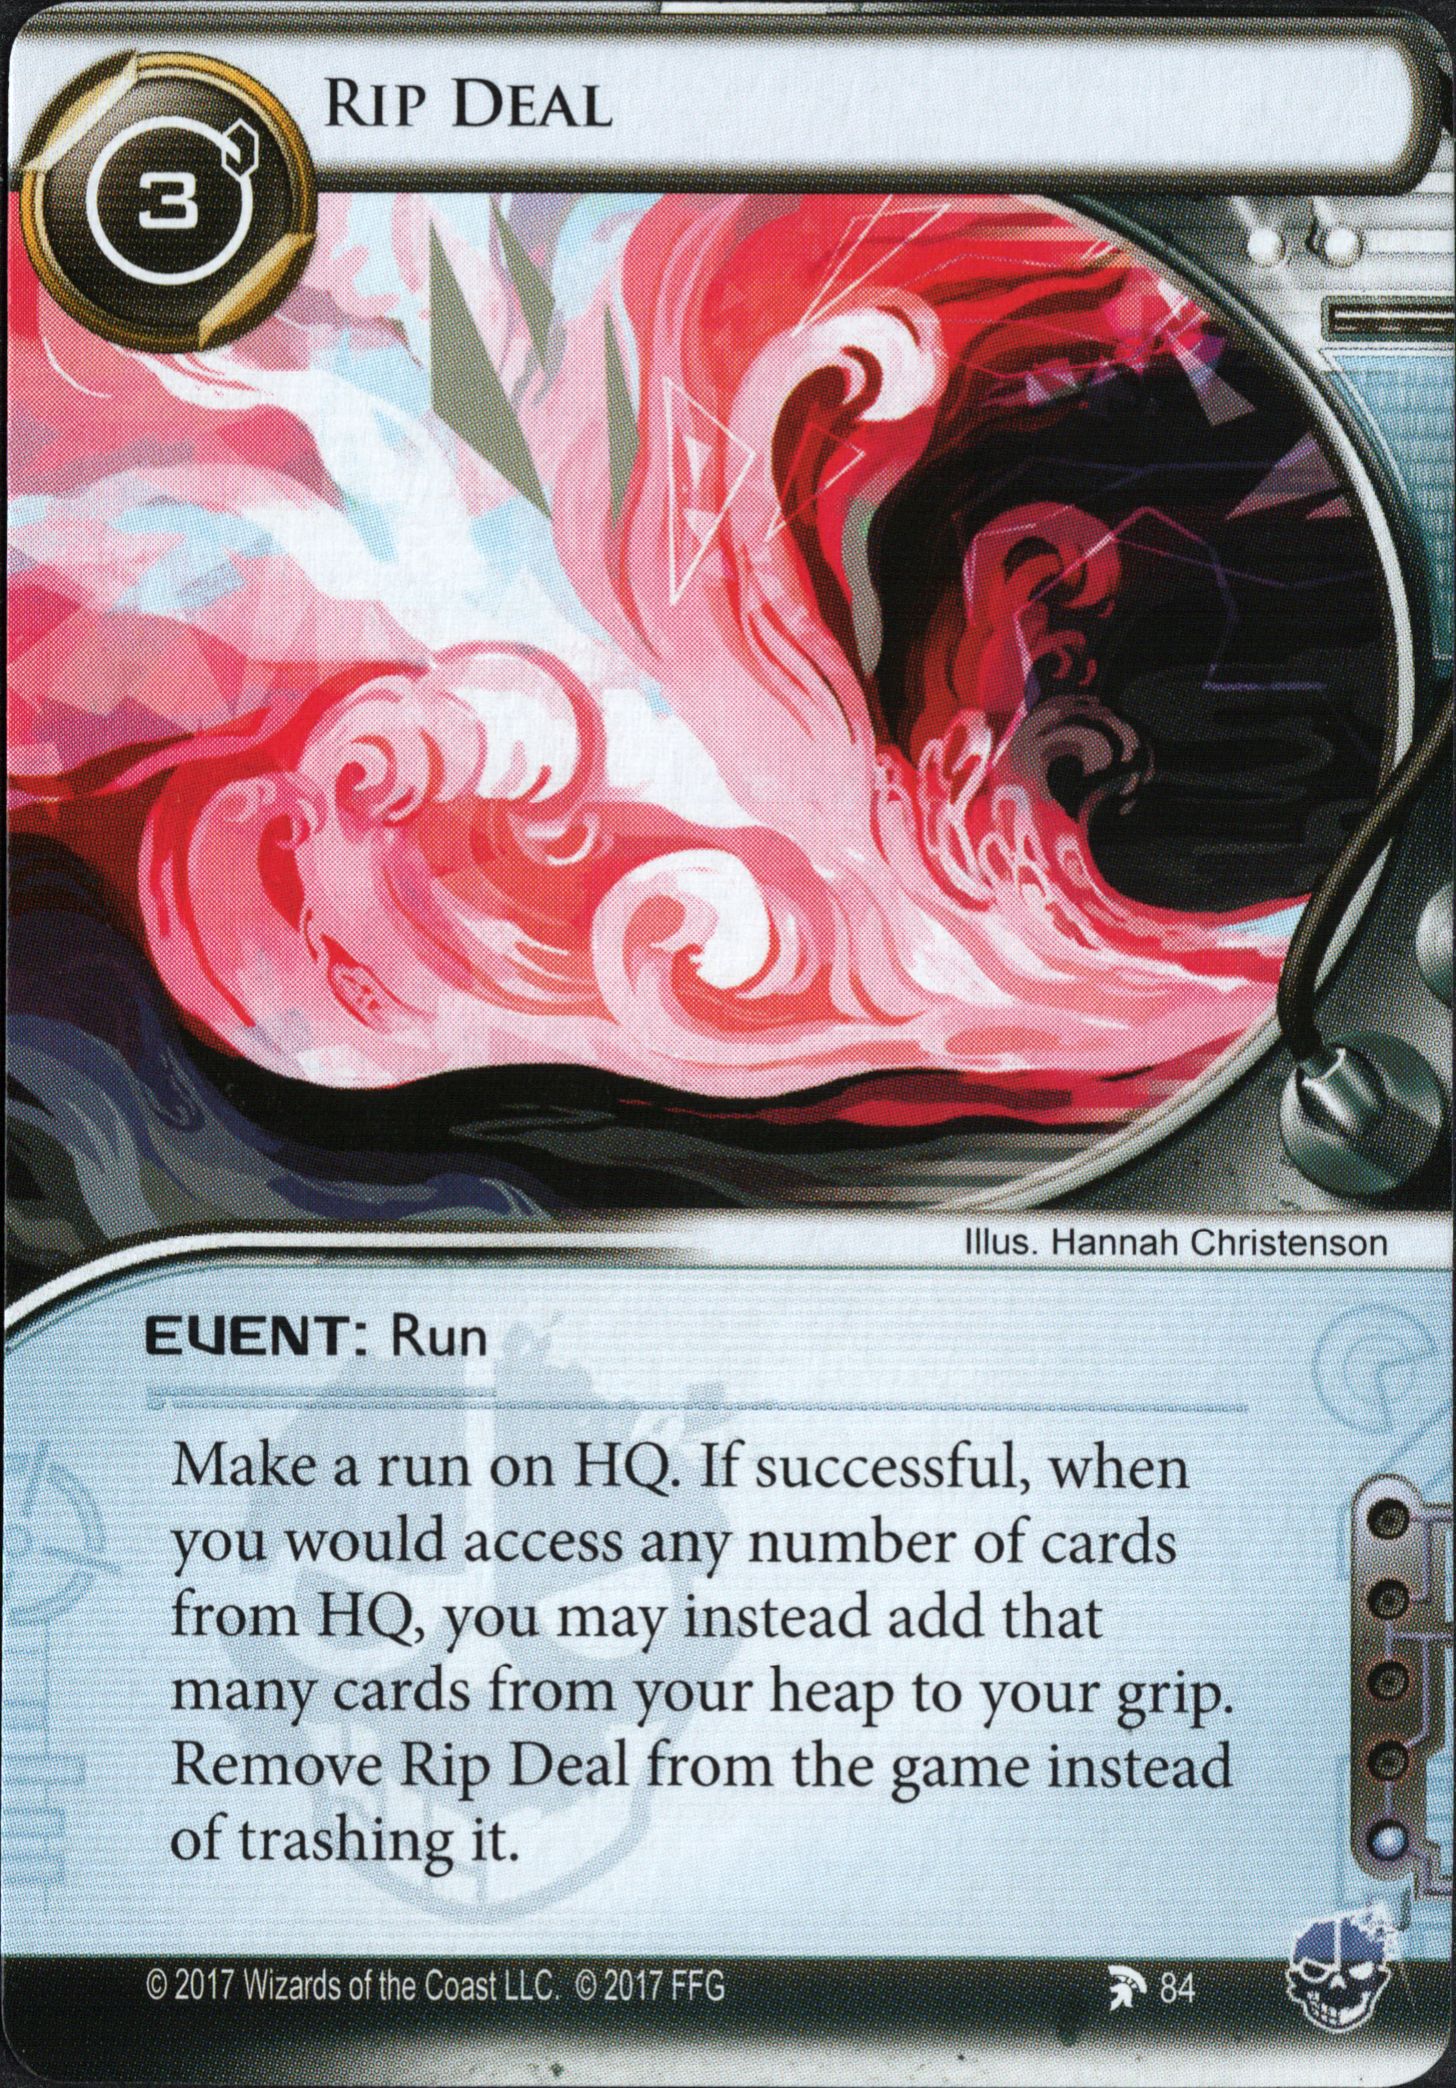 Rip Deal
3
Illus. Hannah Christenson
EVENT: Run
Make a run on HQ. If successful, when
you would access any number of cards
from HQ, you may instead add that
many cards from your heap to your grip.
Remove Rip Deal from the game instead
of trashing it.
© 2017 Wizards of the Coast LLC. © 2017 FFG
84